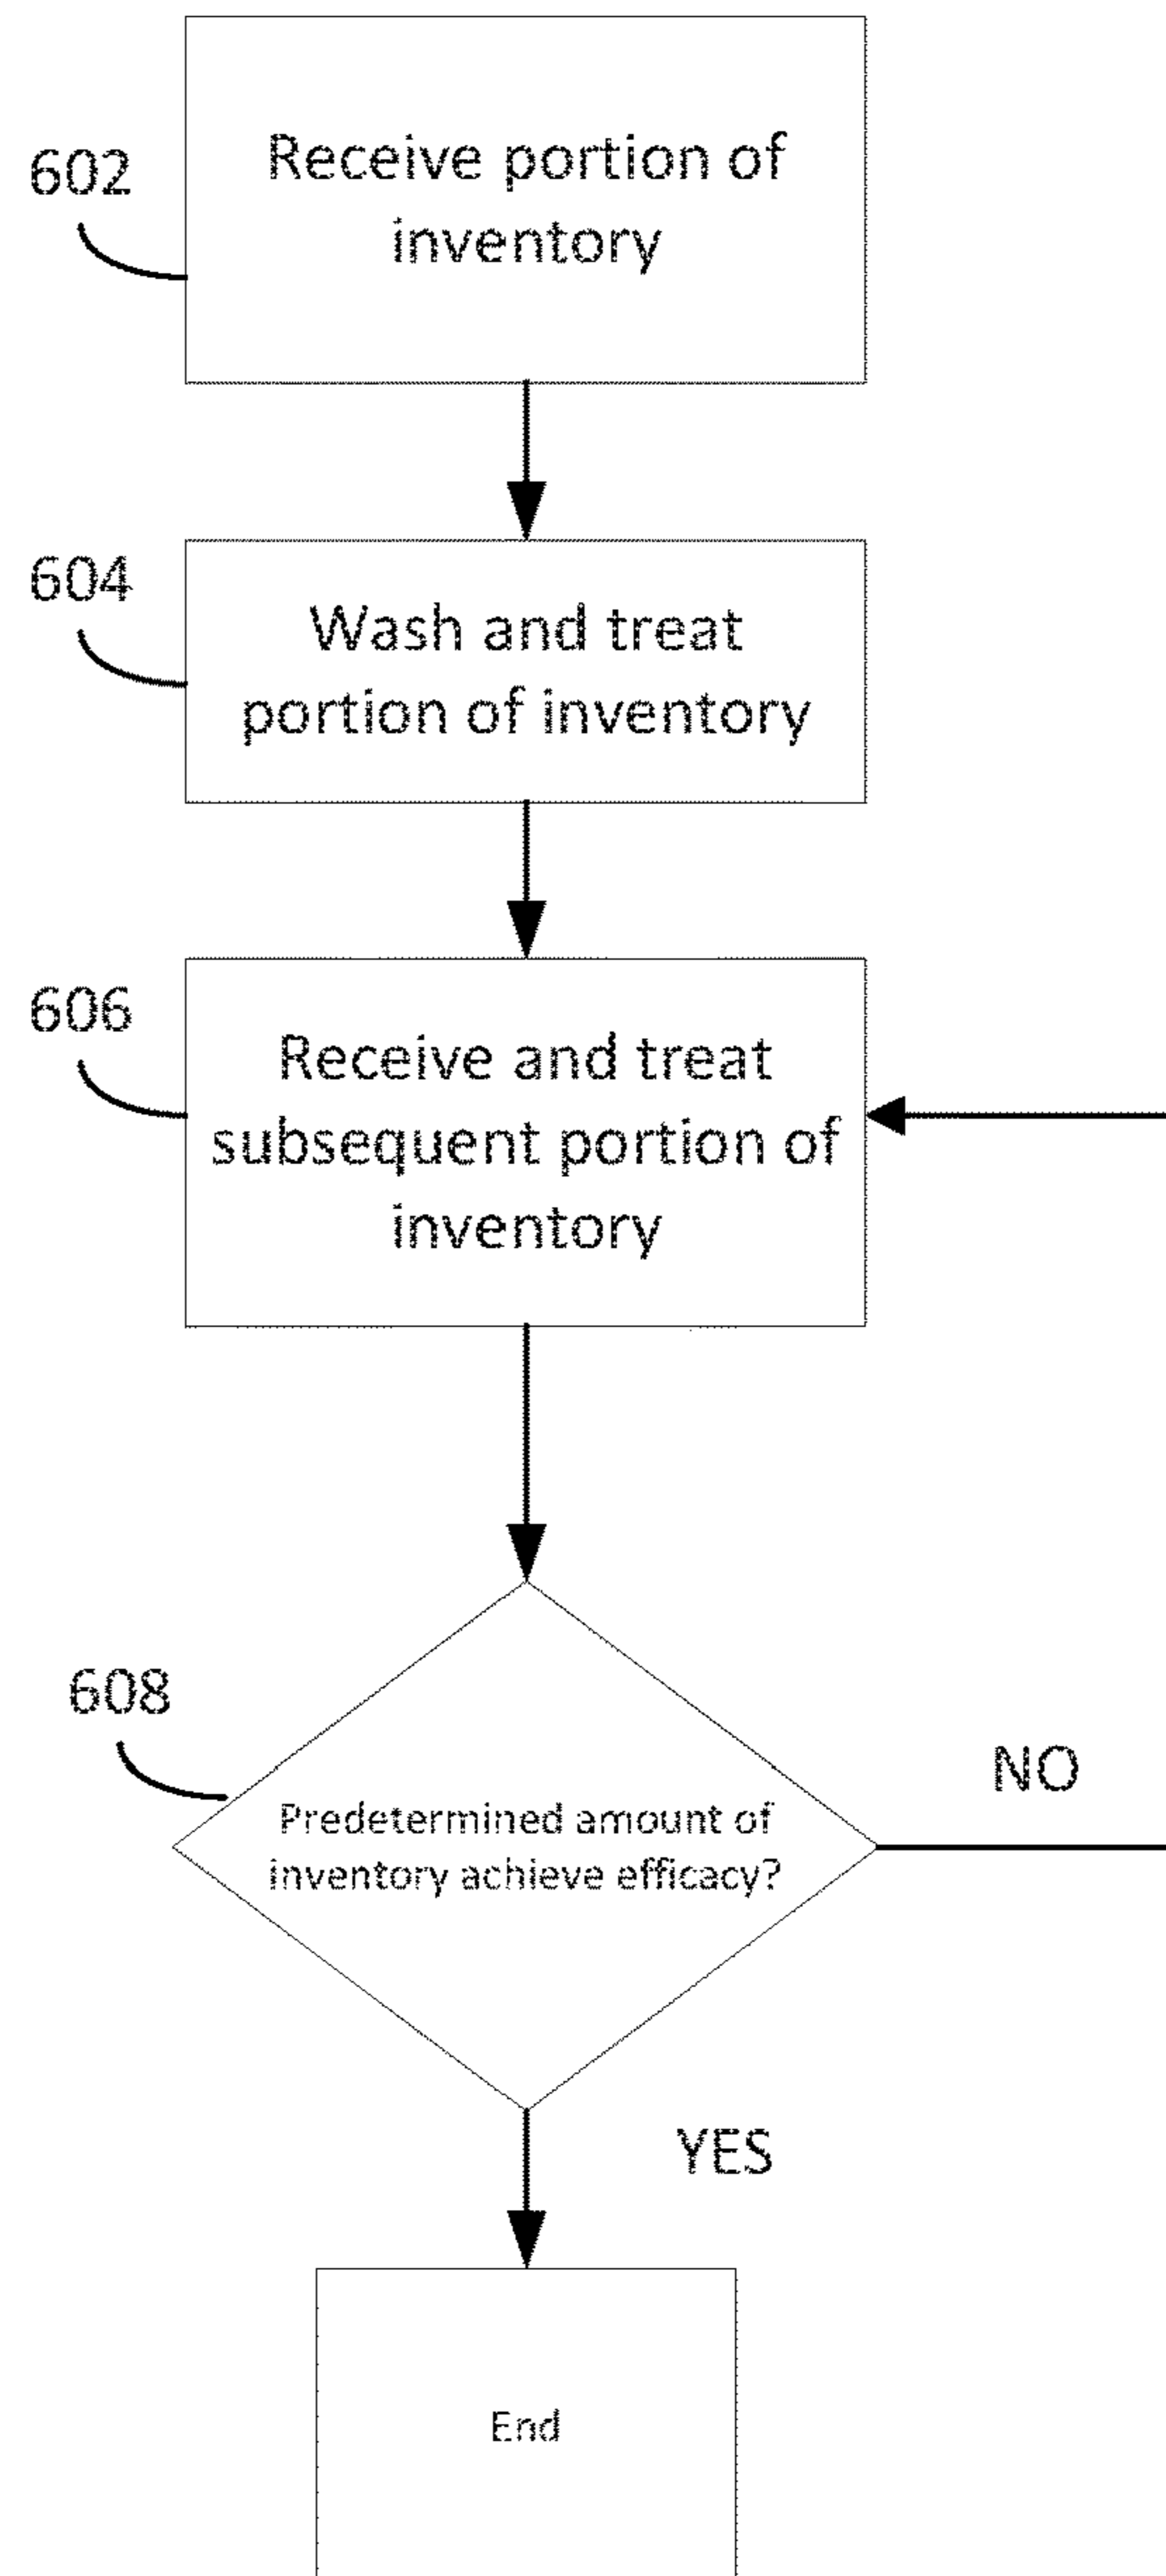 602
Receive portion of
inventory
604
Wash and treat
portion of inventory
606
Receive and treat
subsequent portion of
inventory
608
Predetermined amount of
inventory achieve efficacy?
NO
YES
End